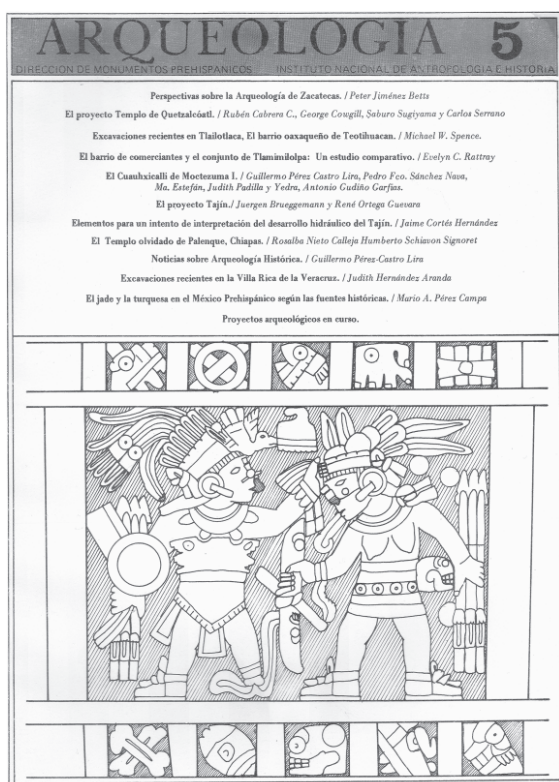 ARQUEOLOGIA 5
DIRECCION DE MONUMENTOS PREHISPANICOS INSTITUTO NACIONAL DE ANTROPOLOGIA E HISTORIA
Perspectivas sobre la Arqueología de Zacatecas. / Peter Jiménez Betts
El proyecto Templo de Quetzalcóatl. / Rubén Cabrera C., George Cowgill, Saburo Sugiyama y Carlos Serrano
Excavaciones recientes en Tlailotlaca, El barrio oaxaqueño de Teotihuacan. / Michael W. Spence.
El barrio de comerciantes y el conjunto de Tlamimilolpa: Un estudio comparativo. / Evelyn C. Rattray
El Cuauhxicalli de Moctezuma I. / Guillermo Pérez Castro Lira, Pedro Fco. Sánchez Nava,
Ma. Estefán, Judith Padilla y Yedra, Antonio Gudiño Garfias.
El proyecto Tajín./ Juergen Brueggemann y René Ortega Guevara
Elementos para un intento de interpretación del desarrollo hidráulico del Tajín. / Jaime Cortés Hernández
El Templo olvidado de Palenque, Chiapas. / Rosalba Nieto Calleja Humberto Schiavon Signoret
Noticias sobre Arqueología Histórica. / Guillermo Pérez-Castro Lira
Excavaciones recientes en la Villa Rica de la Veracruz. / Judith Hernández Aranda
El jade y la turquesa en el México Prehispánico según las fuentes históricas. / Mario A. Pérez Campa
Proyectos arqueológicos en curso.